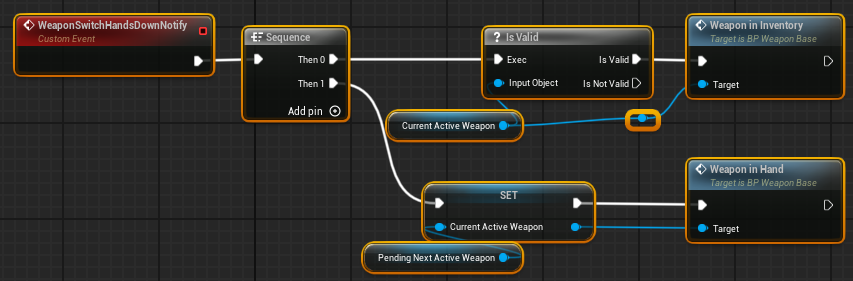 WeaponSwitchHandsDownNotify
Custom Event
Sequence
Then 0
Then 1
Add pin
Is Valid
Exec
Is Valid
Input Object
Is Not Valid
Weapon in Inventory
Target is BP Weapon Base
Target
Current Active Weapon
SET
Current Active Weapon
Pending Next Active Weapon
Weapon in Hand
Target is BP Weapon Base
Target